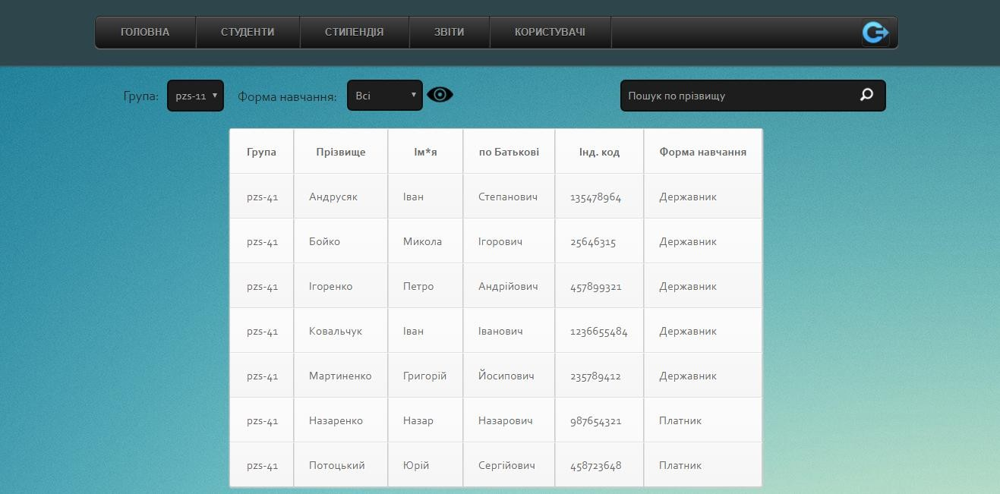 ГОЛОВНА СТУДЕНТИ СТИПЕНДІЯ ЗВІТИ КОРИСТУВАЧІ
Група: pzs-11 Форма навчання: Всі Пошук по прізвищу
Група Прізвище Ім*я по Батькові Інд. код Форма навчання
pzs-41 Андрусяк Іван Степанович 135478964 Державник
pzs-41 Бойко Микола Ігорович 25646315 Державник
pzs-41 Ігоренко Петро Андрійович 457899321 Державник
pzs-41 Ковальчук Іван Іванович 1236655484 Державник
pzs-41 Мартиненко Григорій Йосипович 235789412 Державник
pzs-41 Назаренко Назар Назарович 987654321 Платник
pzs-41 Потоцький Юрій Сергійович 458723648 Платник